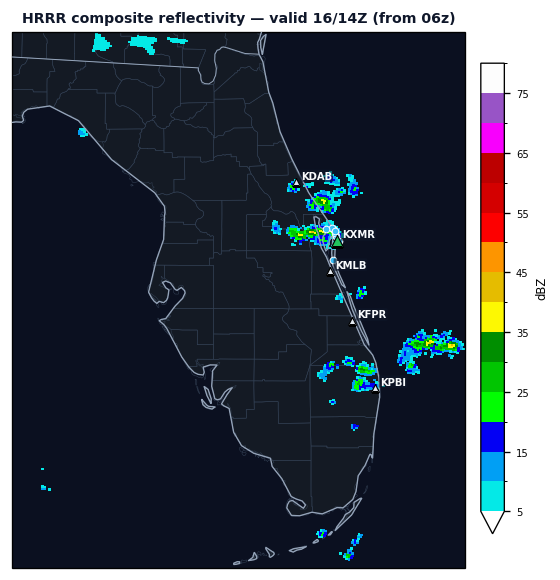 HRRR composite reflectivity — valid 16/14Z (from 06z)
KDAB
KXMR
KMLB
KFPR
KPBI
75
65
55
45
35
25
15
5
dBZ